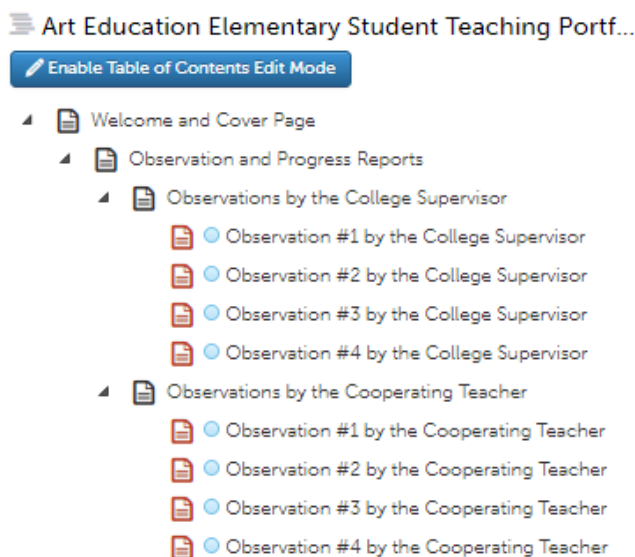 Art Education Elementary Student Teaching Portf...
Enable Table of Contents Edit Mode
Welcome and Cover Page
Observation and Progress Reports
Observations by the College Supervisor
Observation #1 by the College Supervisor
Observation #2 by the College Supervisor
Observation #3 by the College Supervisor
Observation #4 by the College Supervisor
Observations by the Cooperating Teacher
Observation #1 by the Cooperating Teacher
Observation #2 by the Cooperating Teacher
Observation #3 by the Cooperating Teacher
Observation #4 by the Cooperating Teacher